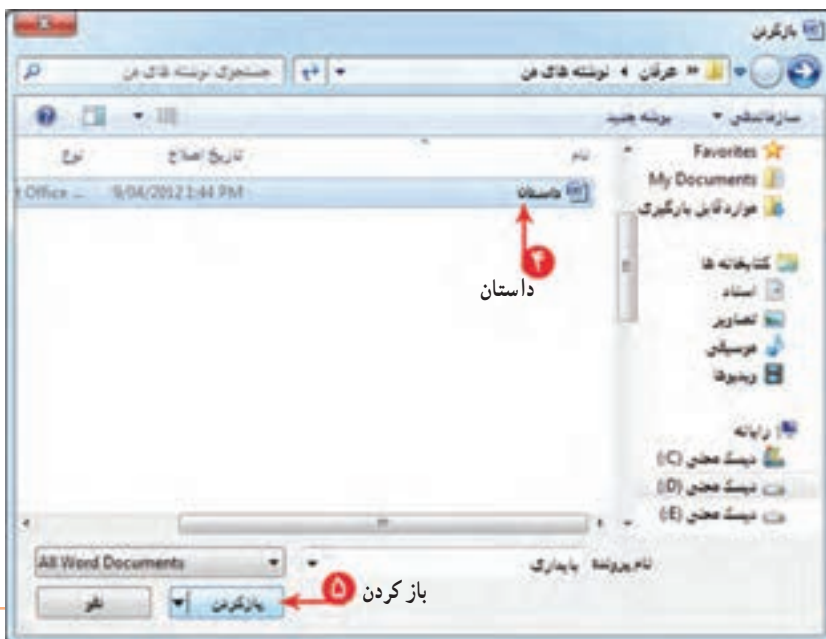 بازکردن
عرفان ◂ نوشته های من
جستجوی نوشته های من
سازماندهی
پوشه جدید
نام
تاریخ اصلاح
نوع
Favorites
My Documents
موارد قابل بارگیری
کتابخانه ها
اسناد
تصاویر
موسیقی
ویدیوها
رایانه
دیسک محلی (C:)
دیسک محلی (D:)
دیسک محلی (E:)
داستان
9/04/2012 1:44 PM
Office ...
۴
داستان
نام پرونده
All Word Documents
باز کردن ۵
بازکردن
لغو